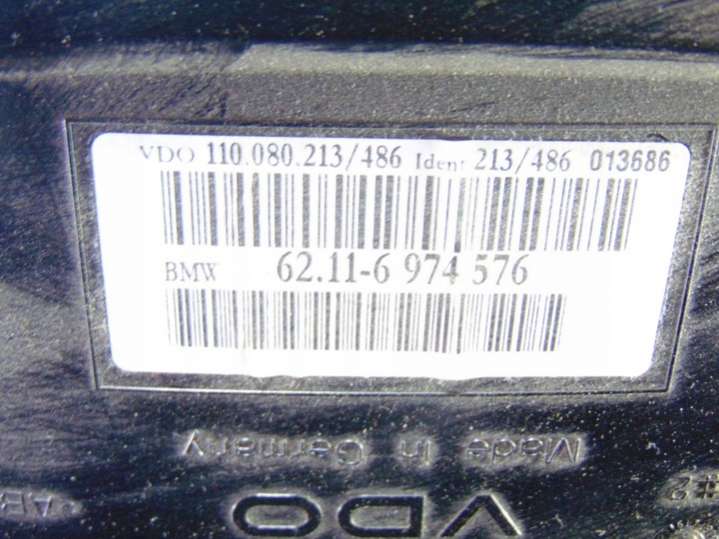 VDO 110.080.213/486 Ident 213/486 013686
BMW 62.11-6 974 576
Made in Germany
#2
VDO